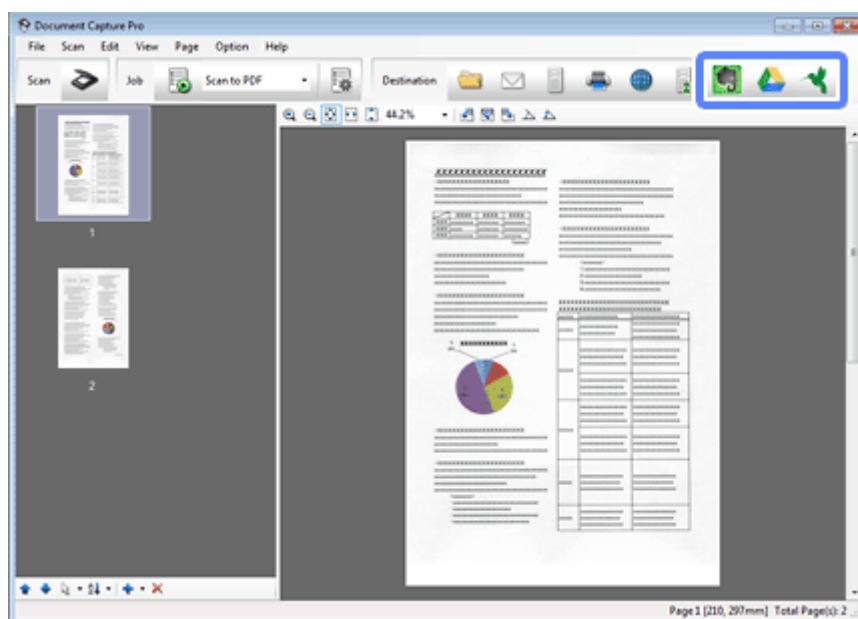 Document Capture Pro
File Scan Edit View Page Option Help
Scan Job Scan to PDF Destination
44.2%
1
2
Page 1 [210, 297mm] Total Page(s): 2